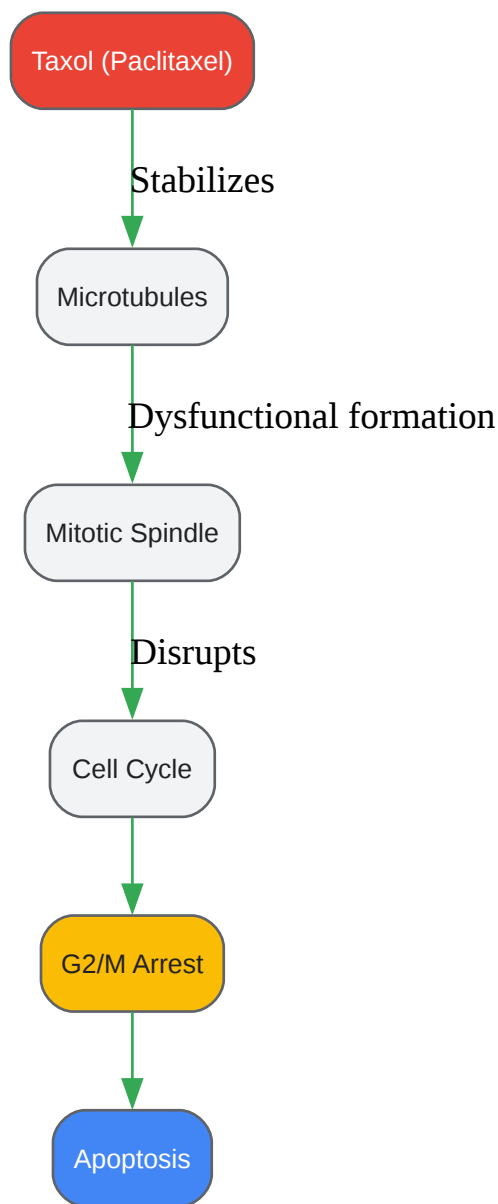 Taxol (Paclitaxel)
Stabilizes
Microtubules
Dysfunctional formation
Mitotic Spindle
Disrupts
Cell Cycle
G2/M Arrest
Apoptosis